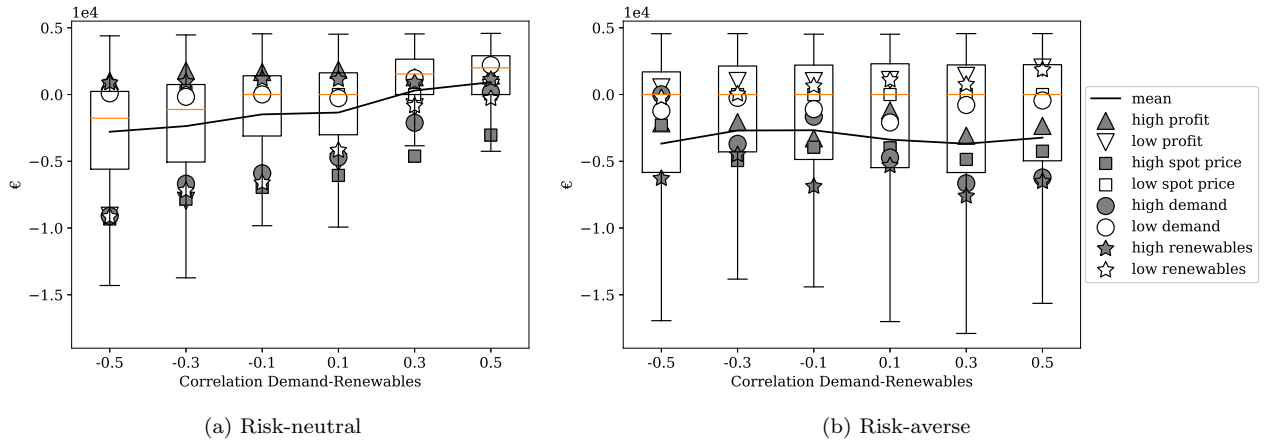 1e4
0.5
0.0
−0.5
−1.0
−1.5
€
-0.5 -0.3 -0.1 0.1 0.3 0.5
Correlation Demand-Renewables
(a) Risk-neutral
1e4
0.5
0.0
−0.5
−1.0
−1.5
€
-0.5 -0.3 -0.1 0.1 0.3 0.5
Correlation Demand-Renewables
(b) Risk-averse
mean
high profit
low profit
high spot price
low spot price
high demand
low demand
high renewables
low renewables